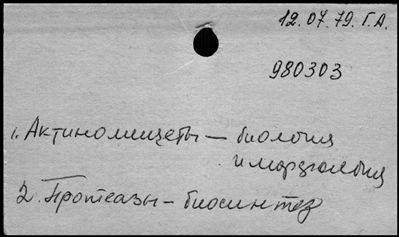 12.07.79. Г.А.
980303
1. Актиномицеты — биология
и морфология
2. Протеазы — биосинтез